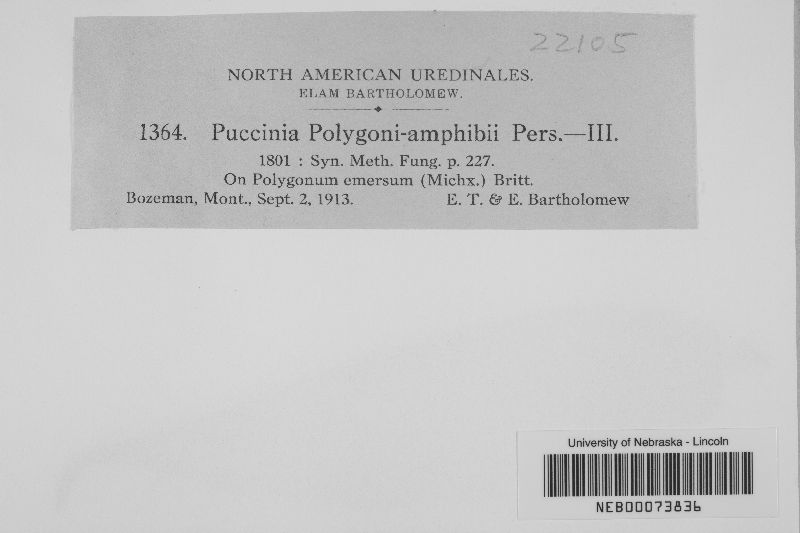 22105
NORTH AMERICAN UREDINALES.
ELAM BARTHOLOMEW.
1364. Puccinia Polygoni-amphibii Pers.—III.
1801 : Syn. Meth. Fung. p. 227.
On Polygonum emersum (Michx.) Britt.
Bozeman, Mont., Sept. 2, 1913. E. T. & E. Bartholomew
University of Nebraska - Lincoln
NEB00073836